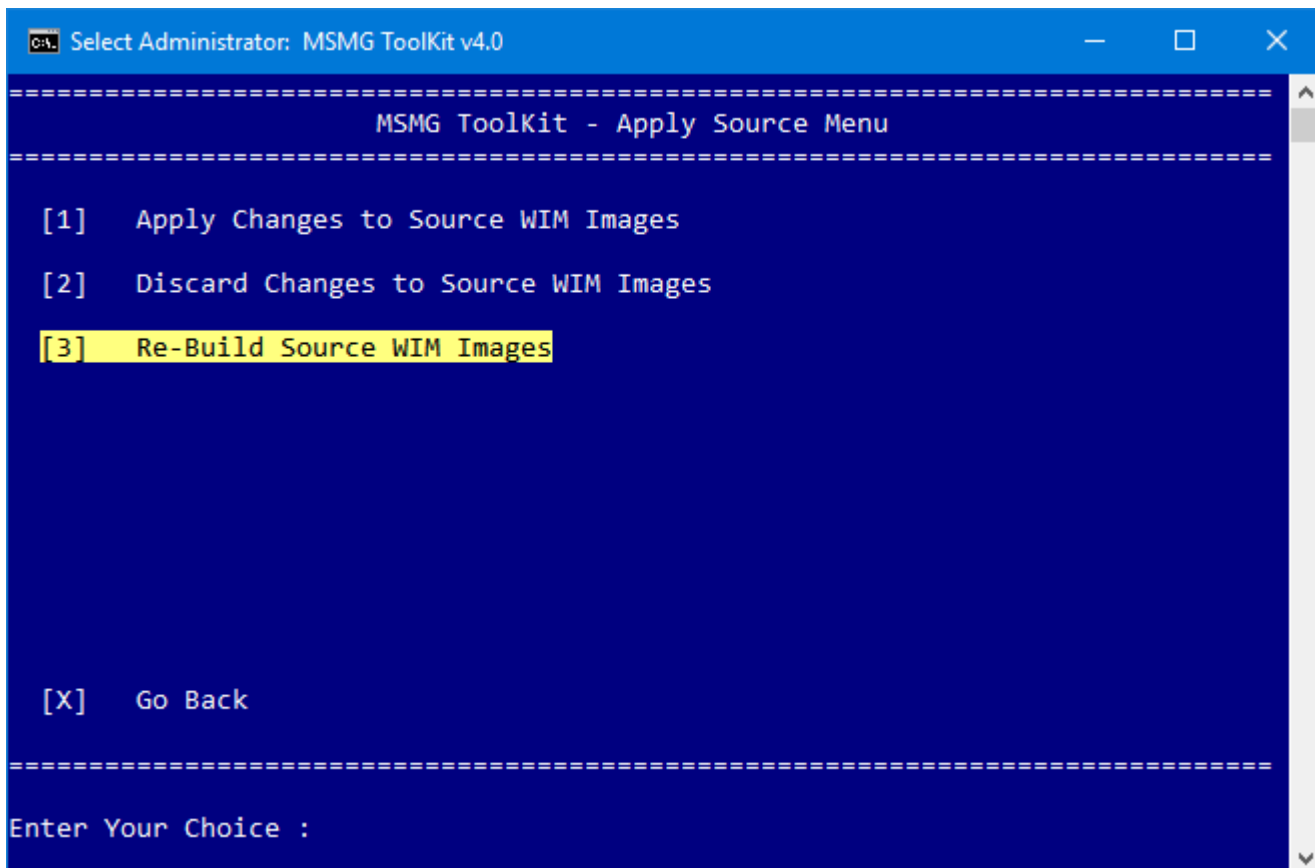 Select Administrator: MSMG ToolKit v4.0
===============================================================================
MSMG ToolKit - Apply Source Menu
===============================================================================
[1] Apply Changes to Source WIM Images
[2] Discard Changes to Source WIM Images
[3] Re-Build Source WIM Images
[X] Go Back
===============================================================================
Enter Your Choice :